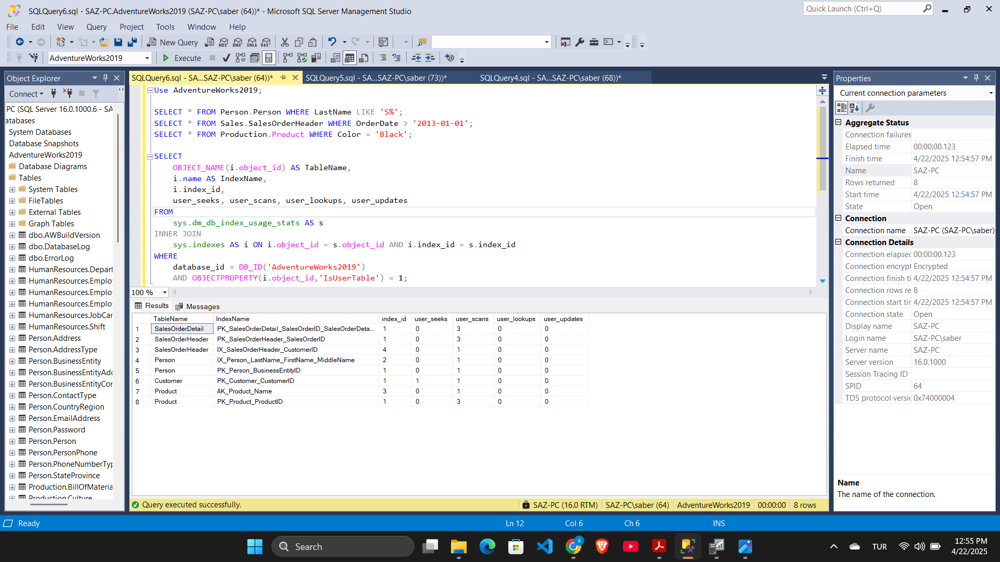 SQLQuery6.sql - SAZ-PC.AdventureWorks2019 (SAZ-PC\saber (64))* - Microsoft SQL Server Management Studio
Quick Launch (Ctrl+Q)
File Edit View Query Project Tools Window Help
New Query MDX DMX XMLA DAX
AdventureWorks2019 Execute
Object Explorer
Connect
PC (SQL Server 16.0.1000.6 - SA
atabases
System Databases
Database Snapshots
AdventureWorks2019
Database Diagrams
Tables
System Tables
FileTables
External Tables
Graph Tables
dbo.AWBuildVersion
dbo.DatabaseLog
dbo.ErrorLog
HumanResources.Depart
HumanResources.Emplo
HumanResources.Emplo
HumanResources.Emplo
HumanResources.JobCar
HumanResources.Shift
Person.Address
Person.AddressType
Person.BusinessEntity
Person.BusinessEntityAdd
Person.BusinessEntityCor
Person.ContactType
Person.CountryRegion
Person.EmailAddress
Person.Password
Person.Person
Person.PersonPhone
Person.PhoneNumberTyp
Person.StateProvince
Production.BillOfMateria
Production.Culture
SQLQuery6.sql - SA...SAZ-PC\saber (64))* SQLQuery5.sql - SA...SAZ-PC\saber (73))* SQLQuery4.sql - SA...SAZ-PC\saber (68))*
Use AdventureWorks2019;
SELECT * FROM Person.Person WHERE LastName LIKE 'S%';
SELECT * FROM Sales.SalesOrderHeader WHERE OrderDate > '2013-01-01';
SELECT * FROM Production.Product WHERE Color = 'Black';
SELECT
OBJECT_NAME(i.object_id) AS TableName,
i.name AS IndexName,
i.index_id,
user_seeks, user_scans, user_lookups, user_updates
FROM
sys.dm_db_index_usage_stats AS s
INNER JOIN
sys.indexes AS i ON i.object_id = s.object_id AND i.index_id = s.index_id
WHERE
database_id = DB_ID('AdventureWorks2019')
AND OBJECTPROPERTY(i.object_id,'IsUserTable') = 1;
100 %
Results Messages
TableName IndexName index_id user_seeks user_scans user_lookups user_updates
1 SalesOrderDetail PK_SalesOrderDetail_SalesOrderID_SalesOrderDeta... 1 0 3 0 0
2 SalesOrderHeader PK_SalesOrderHeader_SalesOrderID 1 0 3 0 0
3 SalesOrderHeader IX_SalesOrderHeader_CustomerID 4 0 1 0 0
4 Person IX_Person_LastName_FirstName_MiddleName 2 0 1 0 0
5 Person PK_Person_BusinessEntityID 1 0 1 0 0
6 Customer PK_Customer_CustomerID 1 1 1 0 0
7 Product AK_Product_Name 3 0 1 0 0
8 Product PK_Product_ProductID 1 0 3 0 0
Query executed successfully. SAZ-PC (16.0 RTM) SAZ-PC\saber (64) AdventureWorks2019 00:00:00 8 rows
Properties
Current connection parameters
Aggregate Status
Connection failures
Elapsed time 00:00:00.123
Finish time 4/22/2025 12:54:57 PM
Name SAZ-PC
Rows returned 8
Start time 4/22/2025 12:54:57 PM
State Open
Connection
Connection name SAZ-PC (SAZ-PC\saber)
Connection Details
Connection elapsed 00:00:00.123
Connection encrypt Encrypted
Connection finish ti 4/22/2025 12:54:57 PM
Connection rows re 8
Connection start tir 4/22/2025 12:54:57 PM
Connection state Open
Display name SAZ-PC
Login name SAZ-PC\saber
Server name SAZ-PC
Server version 16.0.1000
Session Tracing ID
SPID 64
TDS protocol versic 0x74000004
Name
The name of the connection.
Ready Ln 12 Col 6 Ch 6 INS
Search
TUR
12:55 PM
4/22/2025